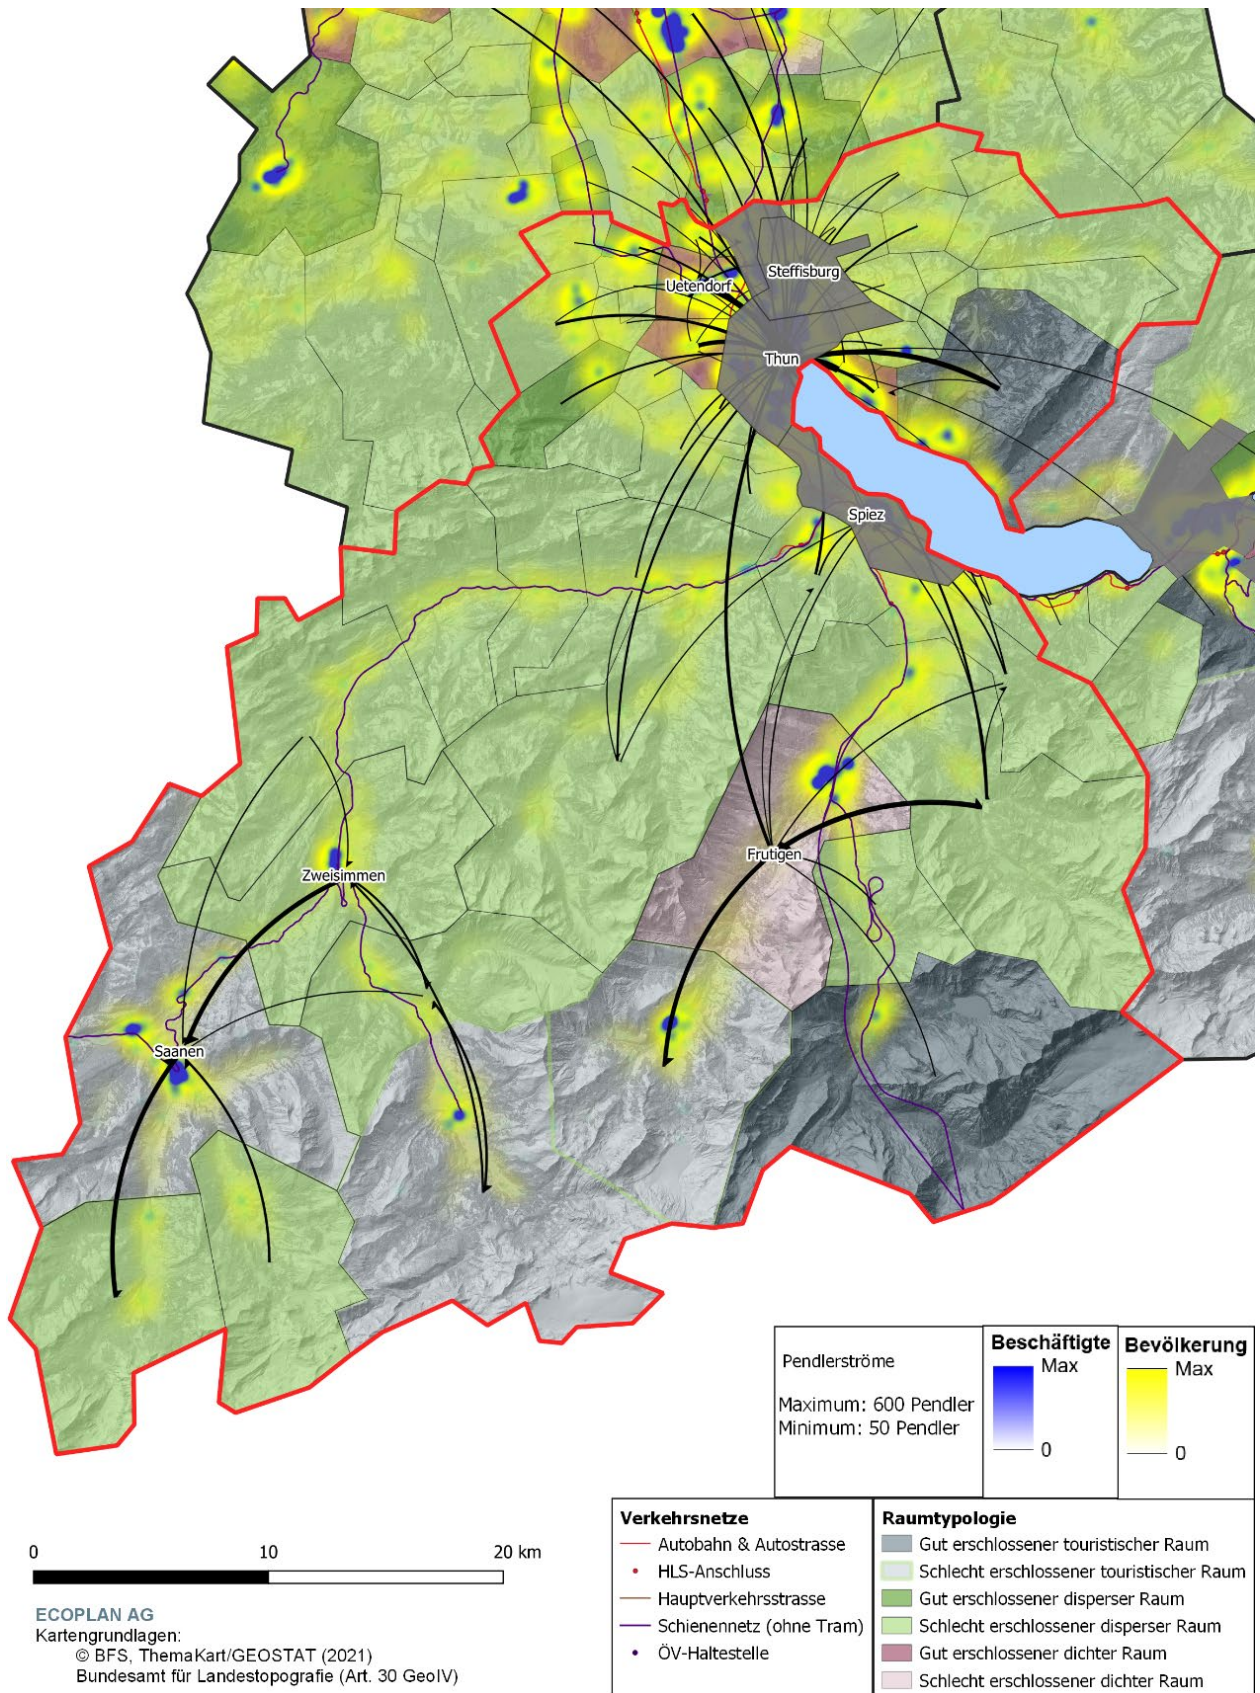 Steffisburg
Uetendorf
Thun
Spiez
Frutigen
Zweisimmen
Saanen
Pendlerströme
Maximum: 600 Pendler
Minimum: 50 Pendler
Beschäftigte
Max
0
Bevölkerung
Max
0
Verkehrsnetze
Autobahn & Autostrasse
HLS-Anschluss
Hauptverkehrsstrasse
Schienennetz (ohne Tram)
ÖV-Haltestelle
Raumtypologie
Gut erschlossener touristischer Raum
Schlecht erschlossener touristischer Raum
Gut erschlossener disperser Raum
Schlecht erschlossener disperser Raum
Gut erschlossener dichter Raum
Schlecht erschlossener dichter Raum
0 10 20 km
ECOPLAN AG
Kartengrundlagen:
© BFS, ThemaKart/GEOSTAT (2021)
Bundesamt für Landestopografie (Art. 30 GeoIV)